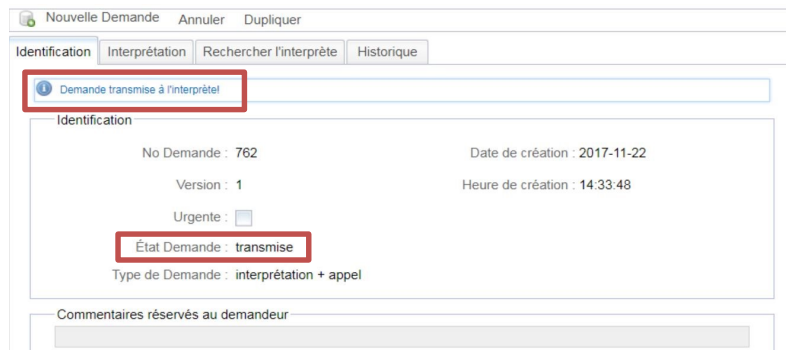 Nouvelle Demande Annuler Dupliquer
Identification Interprétation Rechercher l'interprète Historique
Demande transmise à l'interprète!
Identification
No Demande : 762 Date de création : 2017-11-22
Version : 1 Heure de création : 14:33:48
Urgente :
État Demande : transmise
Type de Demande : interprétation + appel
Commentaires réservés au demandeur